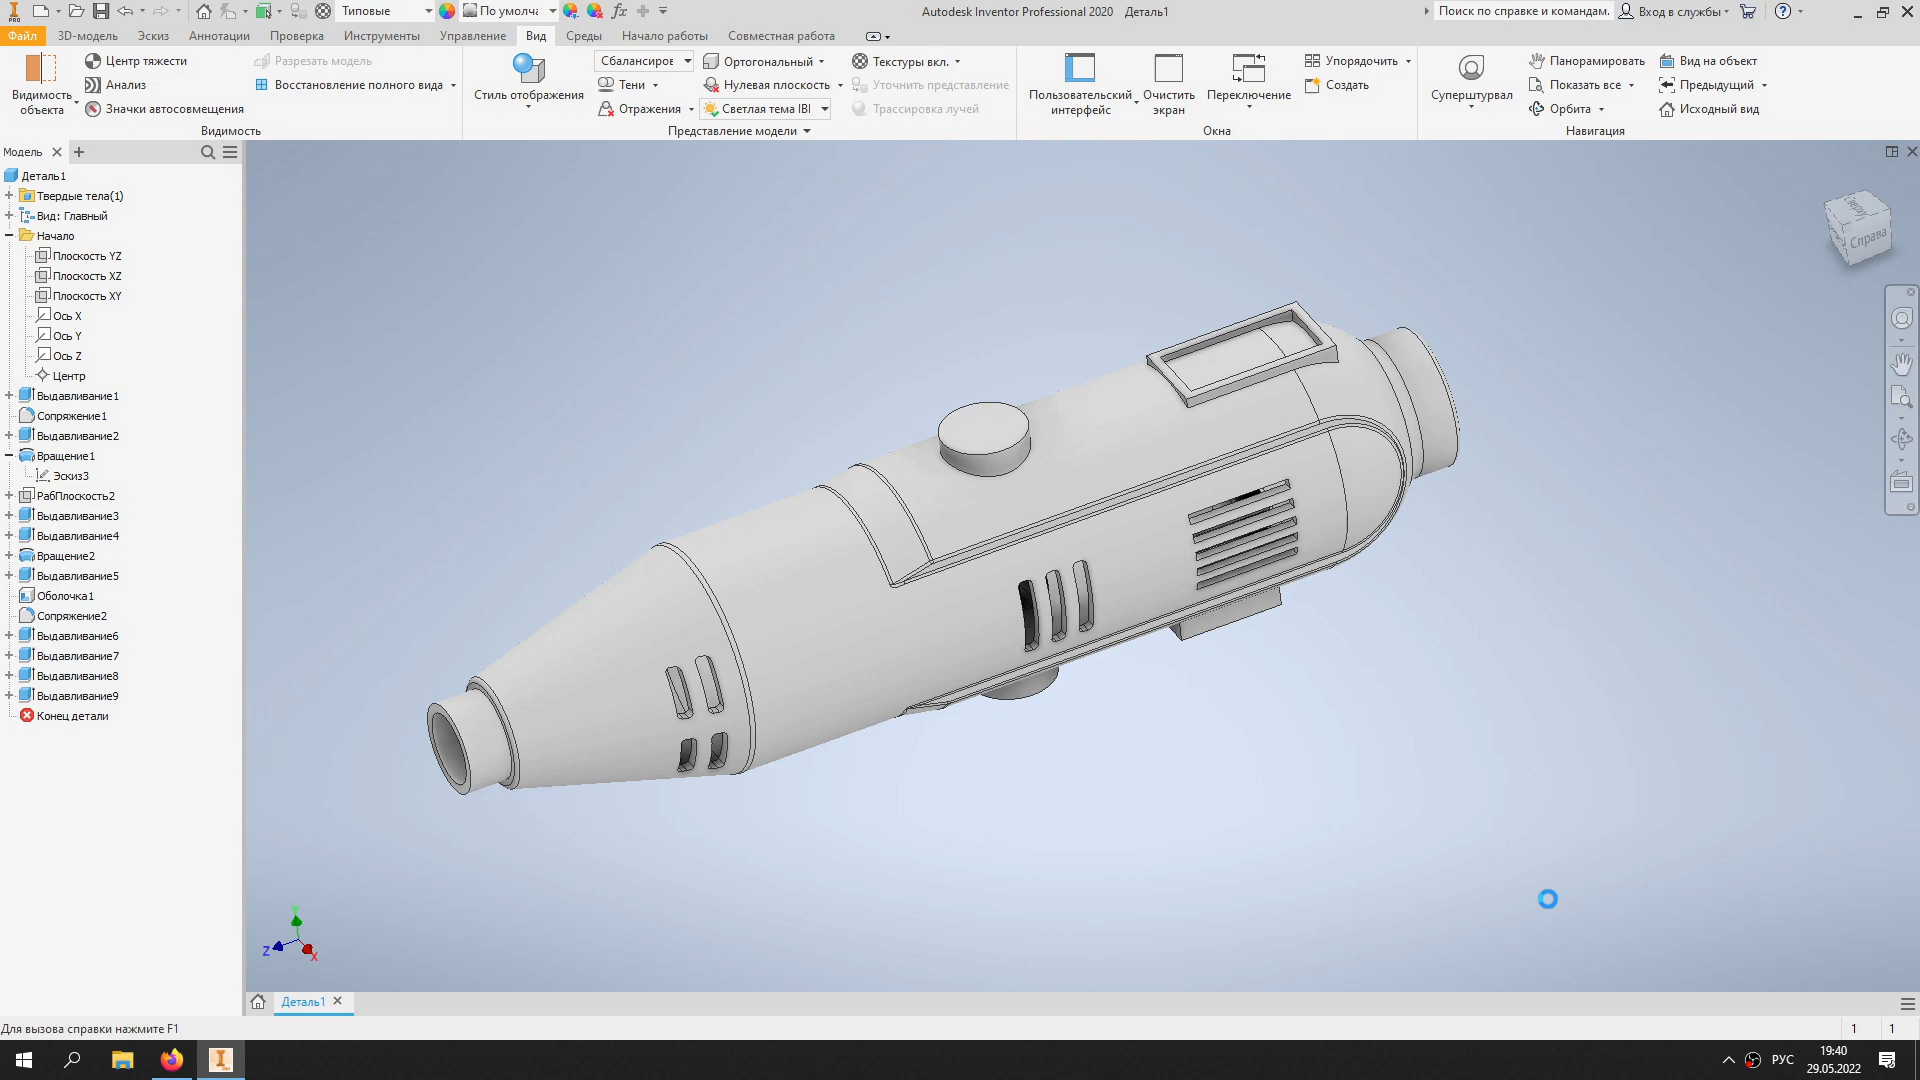 Типовые
По умолча
fx
Autodesk Inventor Professional 2020 Деталь1
Поиск по справке и командам.
Вход в службы
Файл
3D-модель
Эскиз
Аннотации
Проверка
Инструменты
Управление
Вид
Среды
Начало работы
Совместная работа
Видимость объекта
Центр тяжести
Анализ
Значки автосовмещения
Разрезать модель
Восстановление полного вида
Видимость
Стиль отображения
Сбалансиров
Тени
Отражения
Ортогональный
Нулевая плоскость
Светлая тема IBI
Текстуры вкл.
Уточнить представление
Трассировка лучей
Представление модели
Пользовательский интерфейс
Очистить экран
Переключение
Упорядочить
Создать
Окна
Суперштурвал
Панорамировать
Показать все
Орбита
Вид на объект
Предыдущий
Исходный вид
Навигация
Модель
Деталь1
Твердые тела(1)
Вид: Главный
Начало
Плоскость YZ
Плоскость XZ
Плоскость XY
Ось X
Ось Y
Ось Z
Центр
Выдавливание1
Сопряжение1
Выдавливание2
Вращение1
Эскиз3
РабПлоскость2
Выдавливание3
Выдавливание4
Вращение2
Выдавливание5
Оболочка1
Сопряжение2
Выдавливание6
Выдавливание7
Выдавливание8
Выдавливание9
Конец детали
Сверху
Справа
Y
Z
X
Деталь1
Для вызова справки нажмите F1
1 1
РУС
19:40
29.05.2022